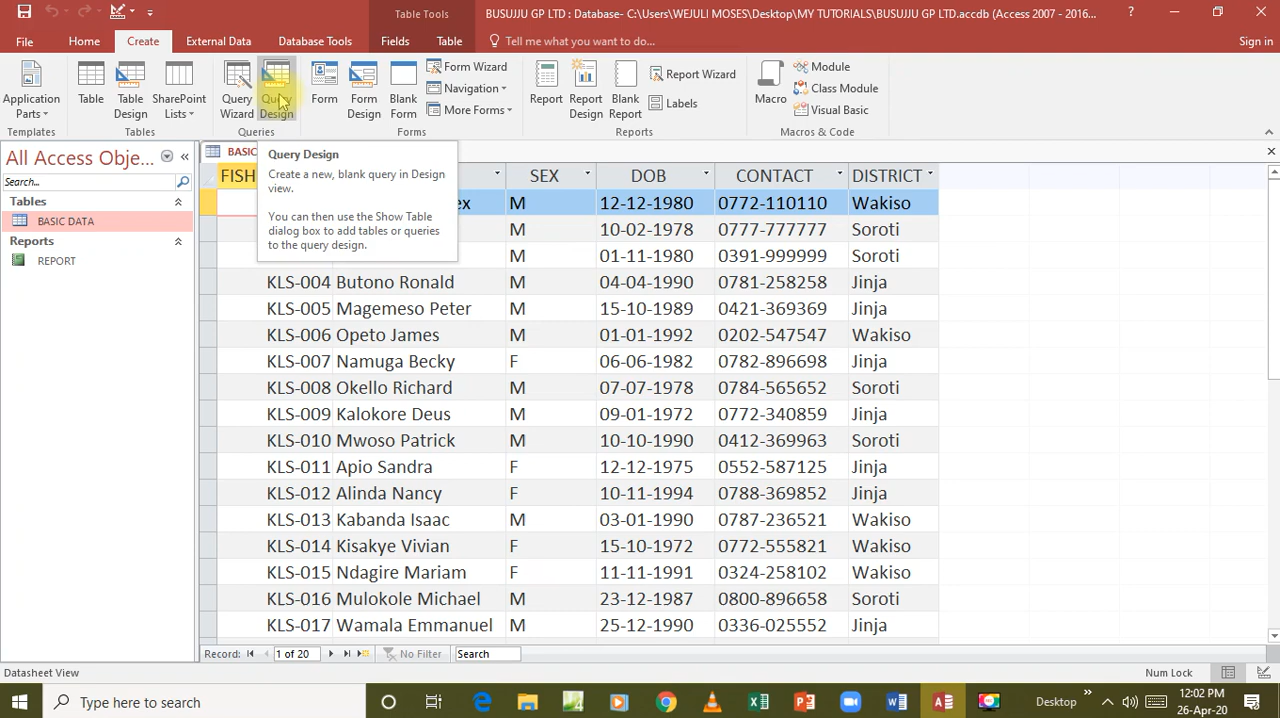 Table Tools
BUSUJJU GP LTD : Database- C:\Users\WEJULI MOSES\Desktop\MY TUTORIALS\BUSUJJU GP LTD.accdb (Access 2007 - 2016...
?
File Home Create External Data Database Tools Fields Table Tell me what you want to do... Sign in
Application Parts
Table
Table Design
SharePoint Lists
Query Wizard
Query Design
Form
Form Design
Blank Form
Form Wizard
Navigation
More Forms
Report
Report Design
Blank Report
Report Wizard
Labels
Macro
Module
Class Module
Visual Basic
Templates Tables Queries Forms Reports Macros & Code
All Access Obje...
Search...
Tables
BASIC DATA
Reports
REPORT
BASIC
Query Design
Create a new, blank query in Design
view.
You can then use the Show Table
dialog box to add tables or queries
to the query design.
FISH SEX DOB CONTACT DISTRICT
ex M 12-12-1980 0772-110110 Wakiso
M 10-02-1978 0777-777777 Soroti
M 01-11-1980 0391-999999 Soroti
KLS-004 Butono Ronald M 04-04-1990 0781-258258 Jinja
KLS-005 Magemeso Peter M 15-10-1989 0421-369369 Jinja
KLS-006 Opeto James M 01-01-1992 0202-547547 Wakiso
KLS-007 Namuga Becky F 06-06-1982 0782-896698 Jinja
KLS-008 Okello Richard M 07-07-1978 0784-565652 Soroti
KLS-009 Kalokore Deus M 09-01-1972 0772-340859 Jinja
KLS-010 Mwoso Patrick M 10-10-1990 0412-369963 Soroti
KLS-011 Apio Sandra F 12-12-1975 0552-587125 Jinja
KLS-012 Alinda Nancy F 10-11-1994 0788-369852 Jinja
KLS-013 Kabanda Isaac M 03-01-1990 0787-236521 Wakiso
KLS-014 Kisakye Vivian F 15-10-1972 0772-555821 Wakiso
KLS-015 Ndagire Mariam F 11-11-1991 0324-258102 Wakiso
KLS-016 Mulokole Michael M 23-12-1987 0800-896658 Soroti
KLS-017 Wamala Emmanuel M 25-12-1990 0336-025552 Jinja
Record: 1 of 20 No Filter Search
Datasheet View Num Lock
Type here to search
Desktop
12:02 PM
26-Apr-20